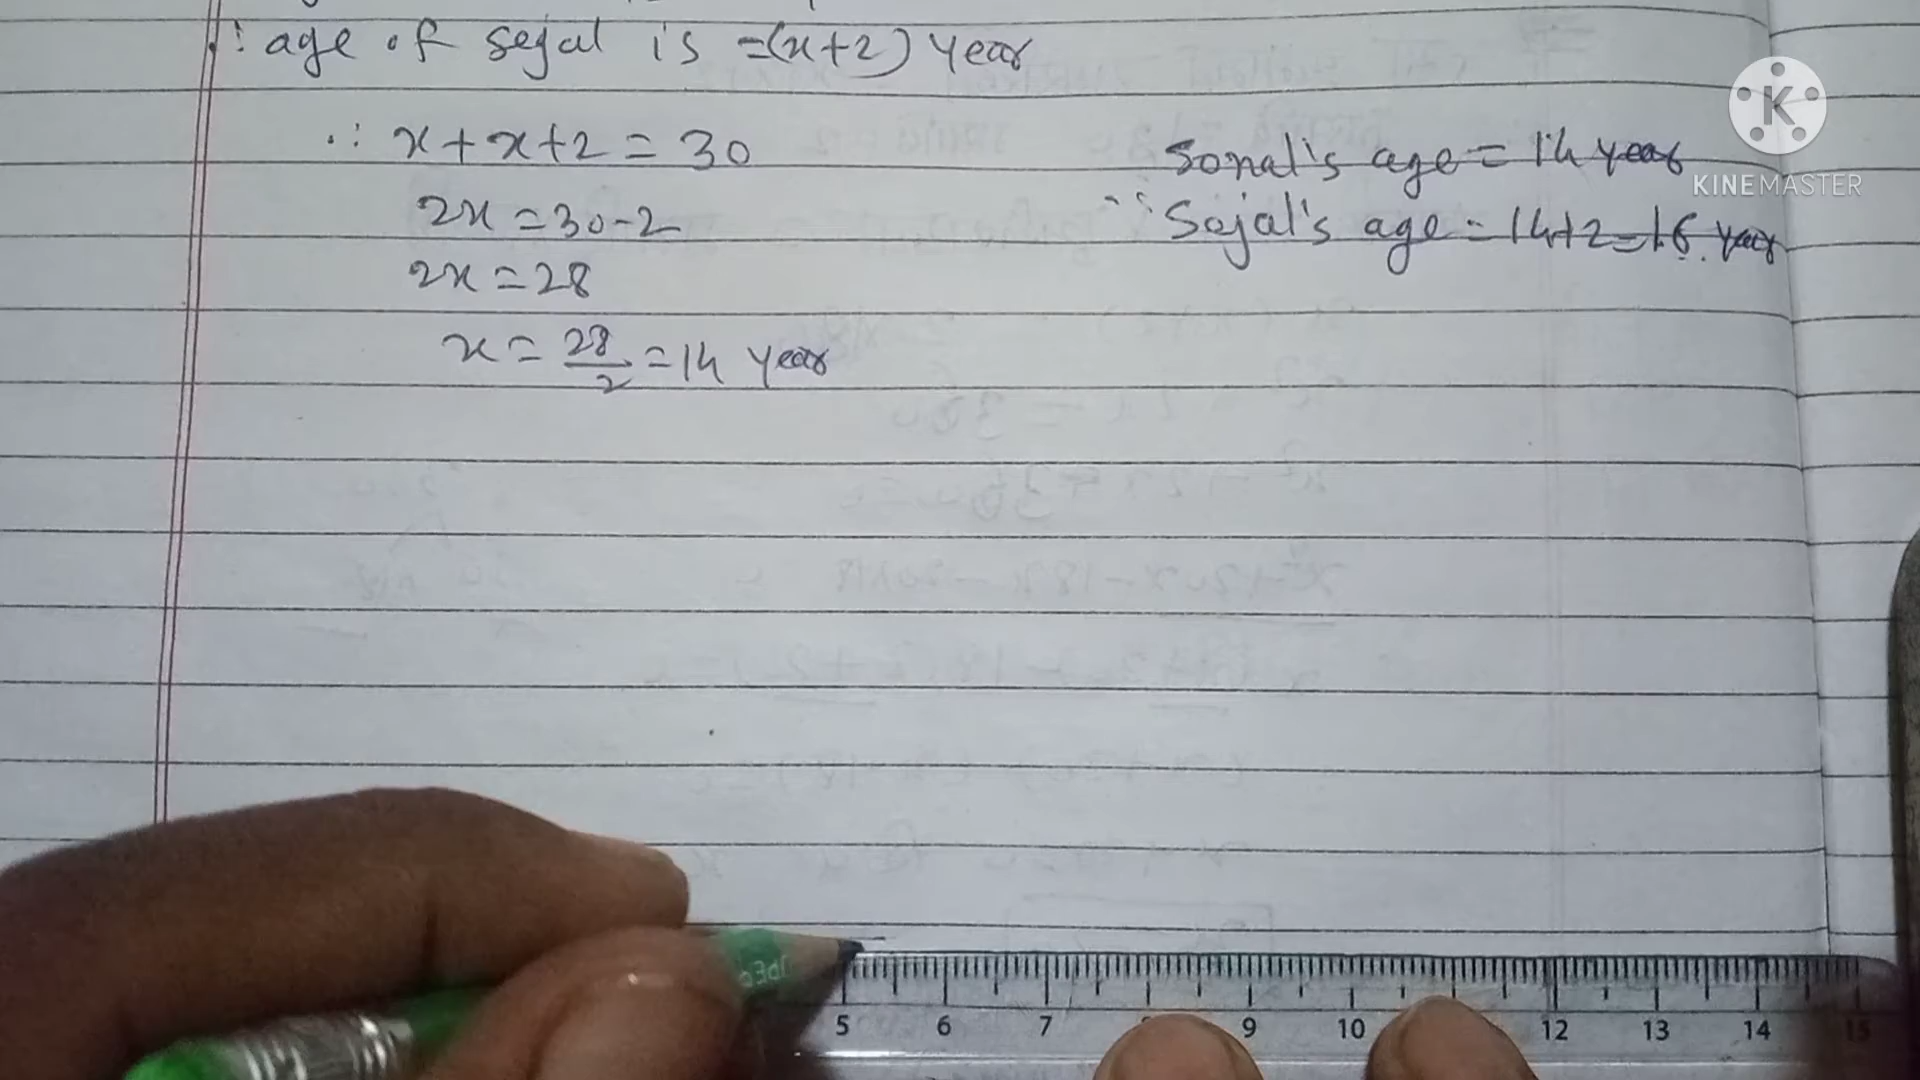 ∴ age of sejal is =(x+2) year
∴ x+x+2=30
2x=30-2
2x=28
x=28/2=14 year
Sonal's age=14 year
∴ Sejal's age=14+2=16 year
K
KINEMASTER
5 6 7 9 10 12 13 14 15